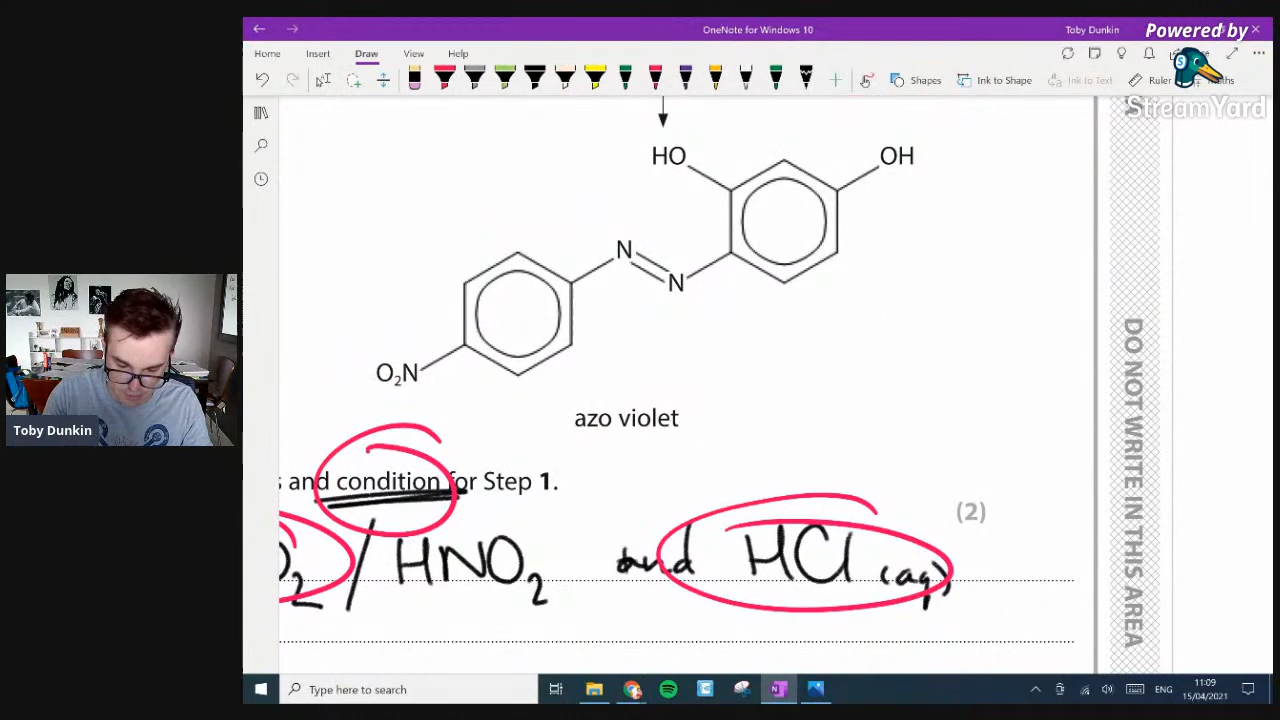 OneNote for Windows 10
Toby Dunkin
Powered by
StreamYard
Home Insert Draw View Help
Shapes Ink to Shape Ink to Text Ruler Maths
HO OH
N
N
O₂N
azo violet
s and condition for Step 1.
(2)
O₂ / HNO₂ and HCl (aq)
DO NOT WRITE IN THIS AREA
Toby Dunkin
Type here to search
ENG
11:09
15/04/2021